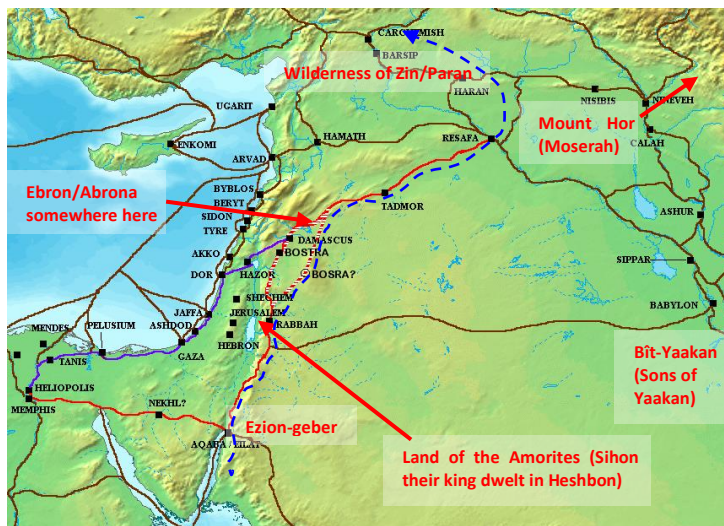 CARCHEMISH
BARSIP
Wilderness of Zin/Paran
HARAN
NISIBIS
NINEVEH
UGARIT
Mount Hor
(Moserah)
ENKOMI
HAMATH
RESAFA
CALAH
ARVAD
Ebron/Abrona
somewhere here
BYBLOS
BERYT
TADMOR
SIDON
TYRE
ASHUR
DAMASCUS
BOSTRA
AKKO
SIPPAR
DOR
HAZOR
BOSRA?
SHECHEM
BABYLON
JAFFA
JERUSALEM
RABBAH
MENDES
PELUSIUM
ASHDOD
HEBRON
GAZA
TANIS
Bît-Yaakan
(Sons of
Yaakan)
HELIOPOLIS
MEMPHIS
NEKHL?
Ezion-geber
AQABA / EILAT
Land of the Amorites (Sihon
their king dwelt in Heshbon)